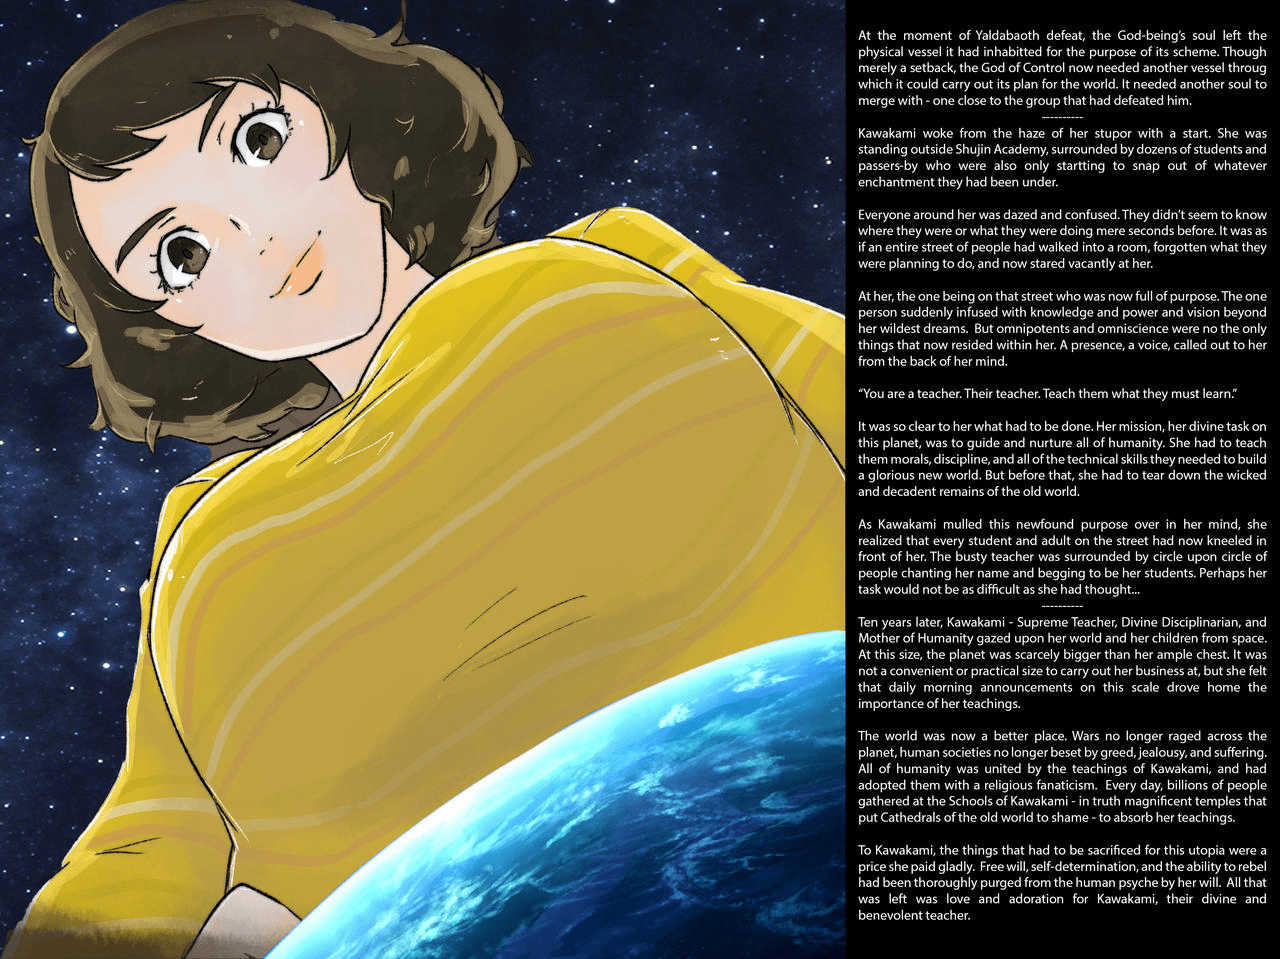 At the moment of Yaldabaoth defeat, the God-being's soul left the
physical vessel it had inhabitted for the purpose of its scheme. Though
merely a setback, the God of Control now needed another vessel throug
which it could carry out its plan for the world. It needed another soul to
merge with - one close to the group that had defeated him.
----------
Kawakami woke from the haze of her stupor with a start. She was
standing outside Shujin Academy, surrounded by dozens of students and
passers-by who were also only startting to snap out of whatever
enchantment they had been under.
Everyone around her was dazed and confused. They didn't seem to know
where they were or what they were doing mere seconds before. It was as
if an entire street of people had walked into a room, forgotten what they
were planning to do, and now stared vacantly at her.
At her, the one being on that street who was now full of purpose. The one
person suddenly infused with knowledge and power and vision beyond
her wildest dreams. But omnipotents and omniscience were no the only
things that now resided within her. A presence, a voice, called out to her
from the back of her mind.
“You are a teacher. Their teacher. Teach them what they must learn.”
It was so clear to her what had to be done. Her mission, her divine task on
this planet, was to guide and nurture all of humanity. She had to teach
them morals, discipline, and all of the technical skills they needed to build
a glorious new world. But before that, she had to tear down the wicked
and decadent remains of the old world.
As Kawakami mulled this newfound purpose over in her mind, she
realized that every student and adult on the street had now kneeled in
front of her. The busty teacher was surrounded by circle upon circle of
people chanting her name and begging to be her students. Perhaps her
task would not be as difficult as she had thought...
----------
Ten years later, Kawakami - Supreme Teacher, Divine Disciplinarian, and
Mother of Humanity gazed upon her world and her children from space.
At this size, the planet was scarcely bigger than her ample chest. It was
not a convenient or practical size to carry out her business at, but she felt
that daily morning announcements on this scale drove home the
importance of her teachings.
The world was now a better place. Wars no longer raged across the
planet, human societies no longer beset by greed, jealousy, and suffering.
All of humanity was united by the teachings of Kawakami, and had
adopted them with a religious fanaticism. Every day, billions of people
gathered at the Schools of Kawakami - in truth magnificent temples that
put Cathedrals of the old world to shame - to absorb her teachings.
To Kawakami, the things that had to be sacrificed for this utopia were a
price she paid gladly. Free will, self-determination, and the ability to rebel
had been thoroughly purged from the human psyche by her will. All that
was left was love and adoration for Kawakami, their divine and
benevolent teacher.